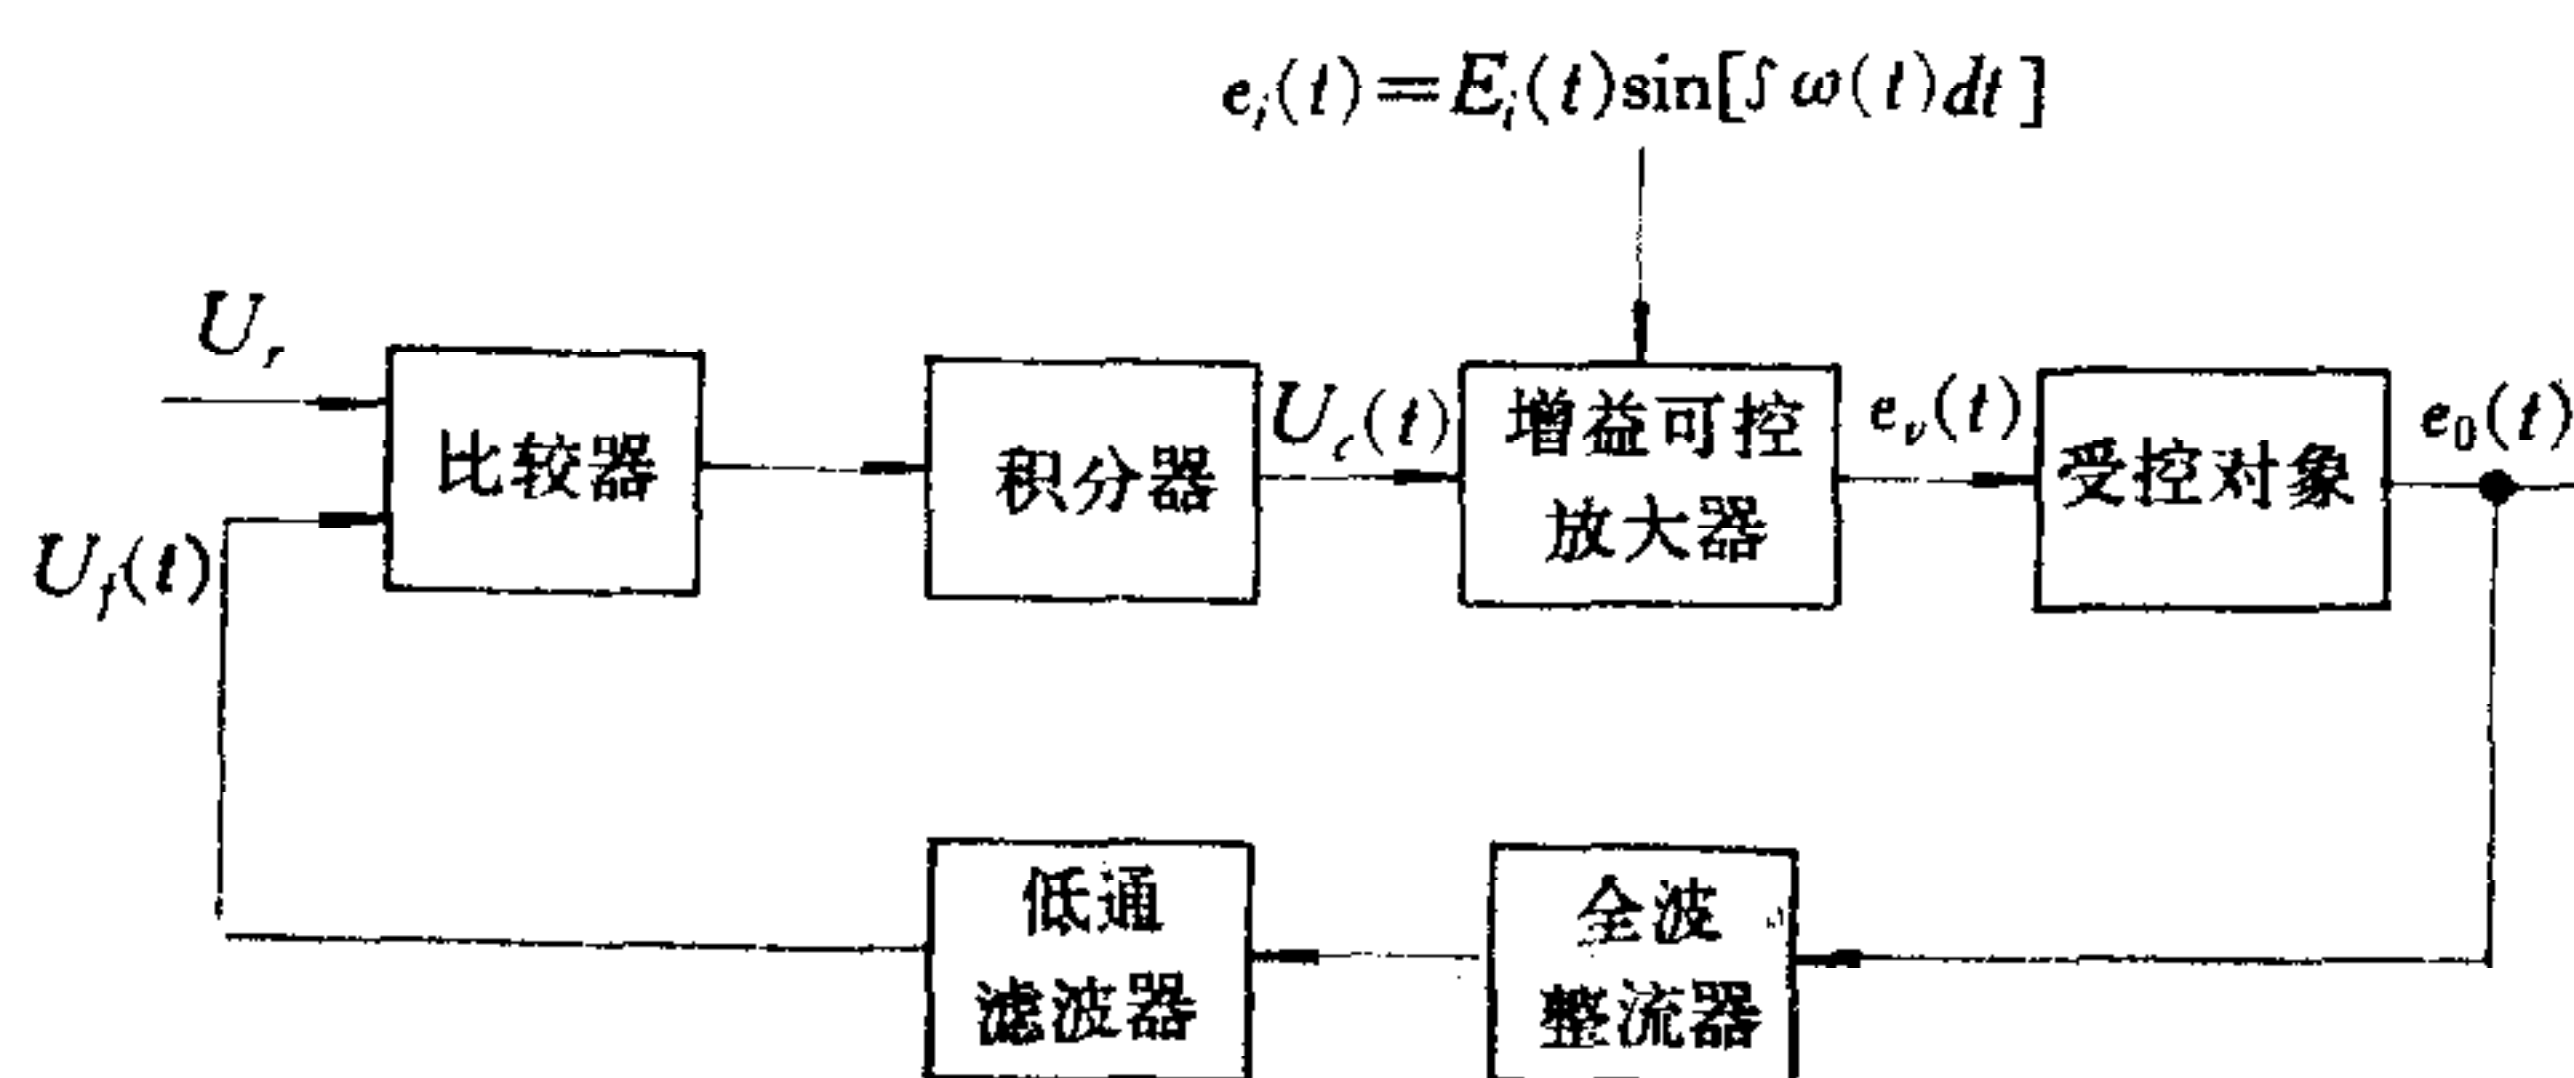 e_i(t)=E_i(t)sin[∫ω(t)dt]
U_r
比较器
积分器
U_c(t)
增益可控
放大器
e_v(t)
受控对象
e_0(t)
U_f(t)
低通
滤波器
全波
整流器